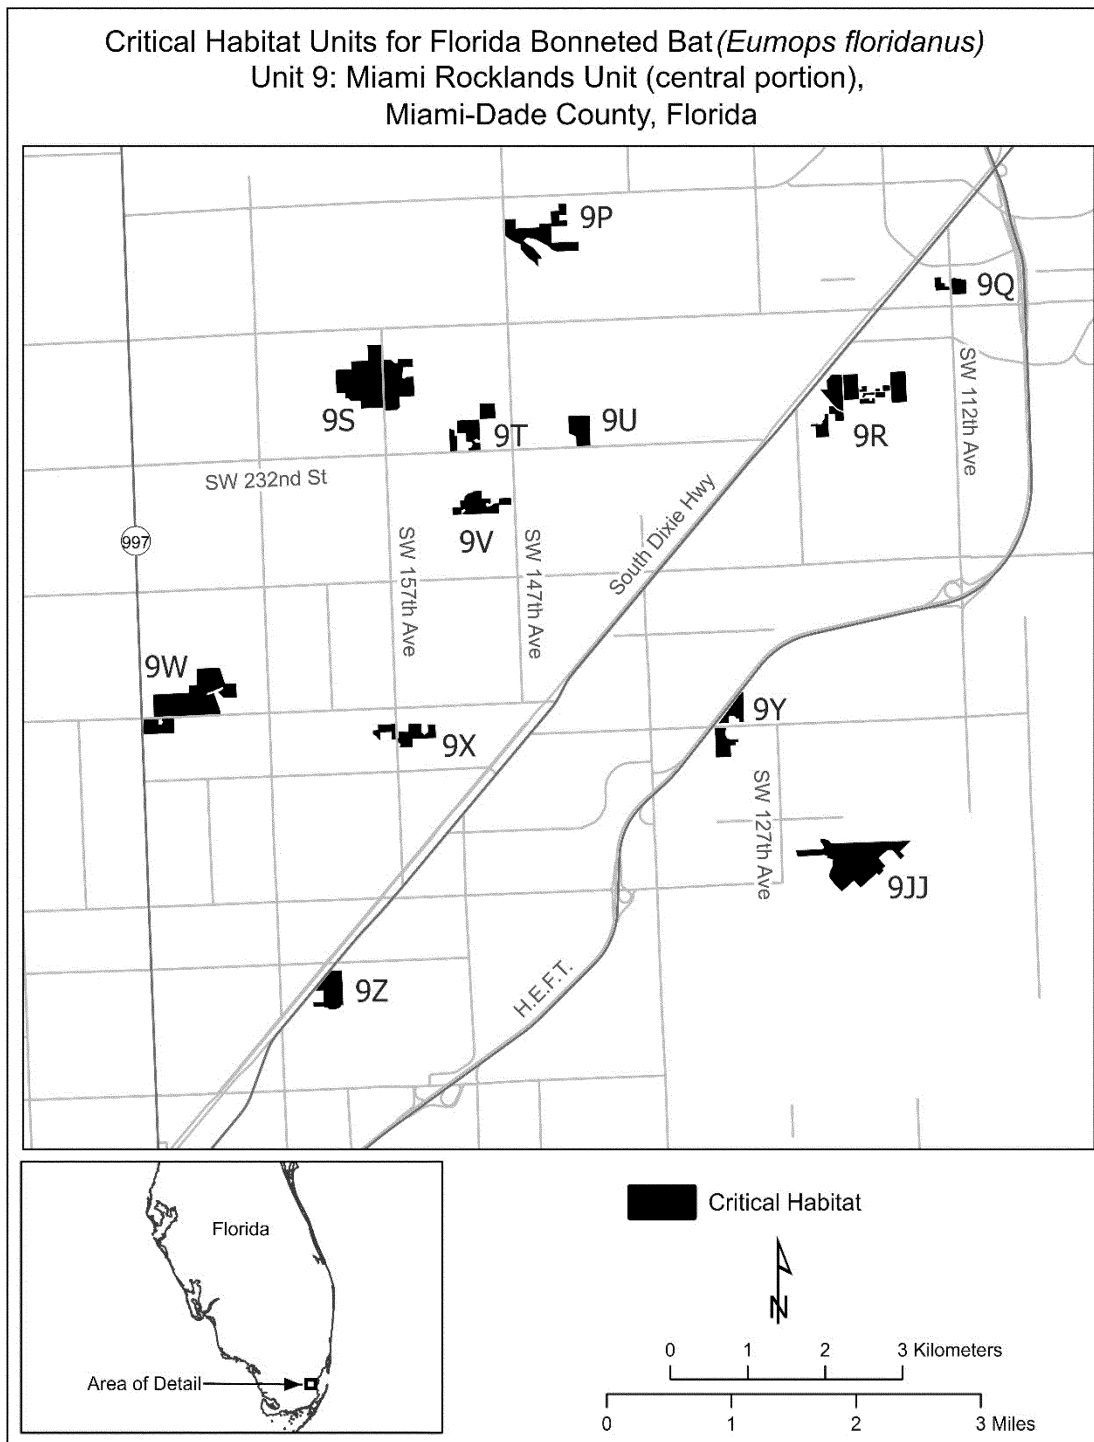 Critical Habitat Units for Florida Bonneted Bat (Eumops floridanus)
Unit 9: Miami Rocklands Unit (central portion),
Miami-Dade County, Florida
9P
9Q
9S
9T
9U
9R
SW 112th Ave
SW 232nd St
9V
997
SW 157th Ave
SW 147th Ave
South Dixie Hwy
9W
9X
9Y
SW 127th Ave
9JJ
9Z
H.E.F.T.
Florida
Area of Detail
Critical Habitat
N
0 1 2 3 Kilometers
0 1 2 3 Miles